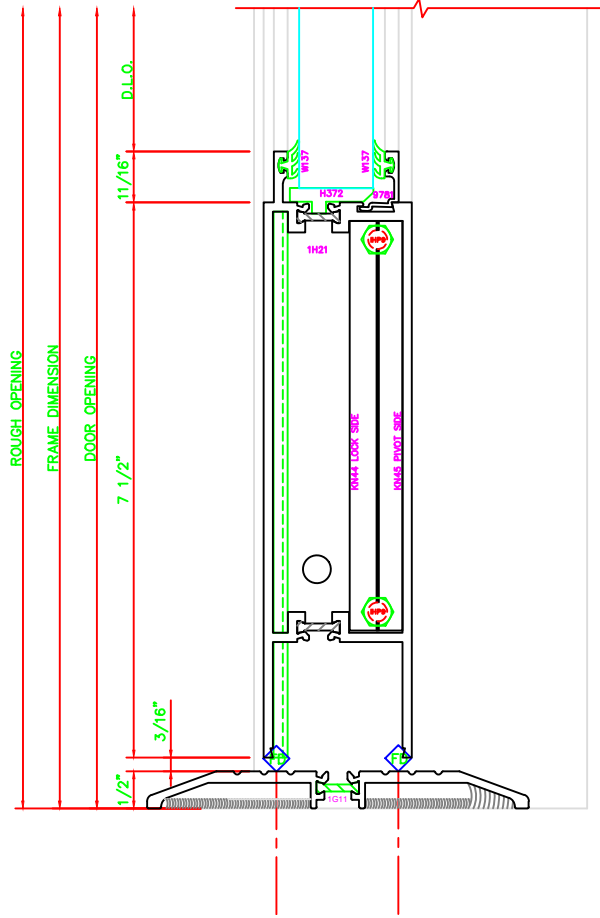 D.L.O.
11/16"
W137
W137
H372
9781
1H21
ROUGH OPENING
FRAME DIMENSION
DOOR OPENING
7 1/2"
KN44 LOCK SIDE
KN45 PIVOT SIDE
3/16"
1/2"
1G11